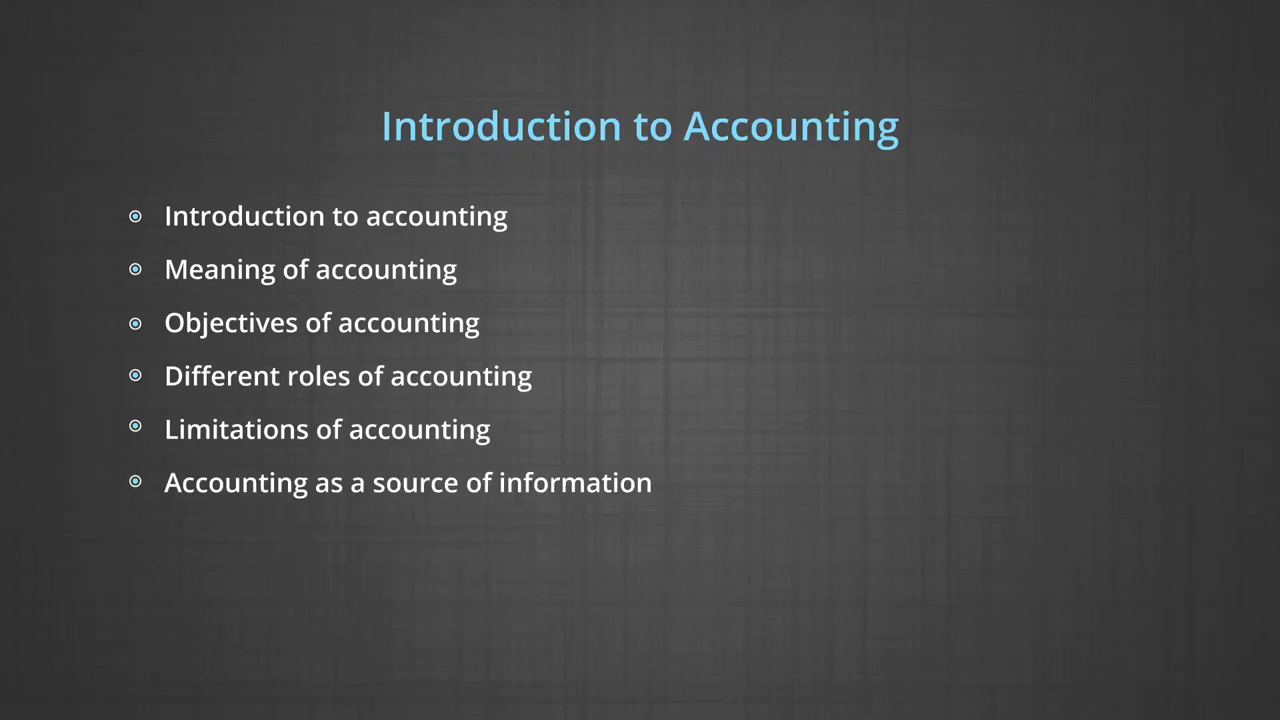 Introduction to Accounting
Introduction to accounting
Meaning of accounting
Objectives of accounting
Different roles of accounting
Limitations of accounting
Accounting as a source of information